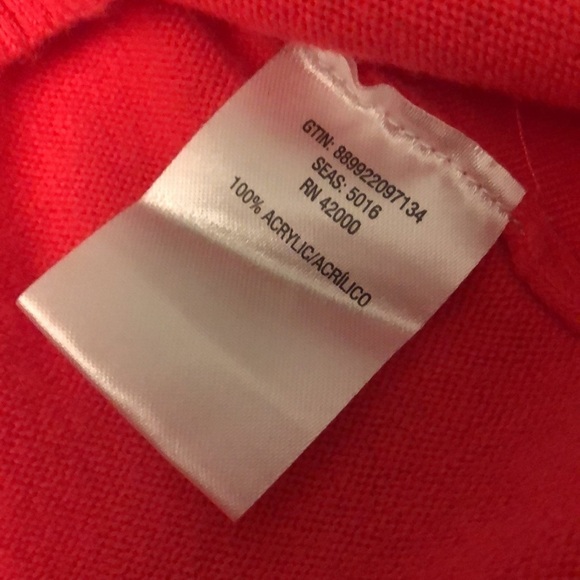 GTIN: 889922097134
SEAS: 5016
RN 42000
100% ACRYLIC/ACRÍLICO